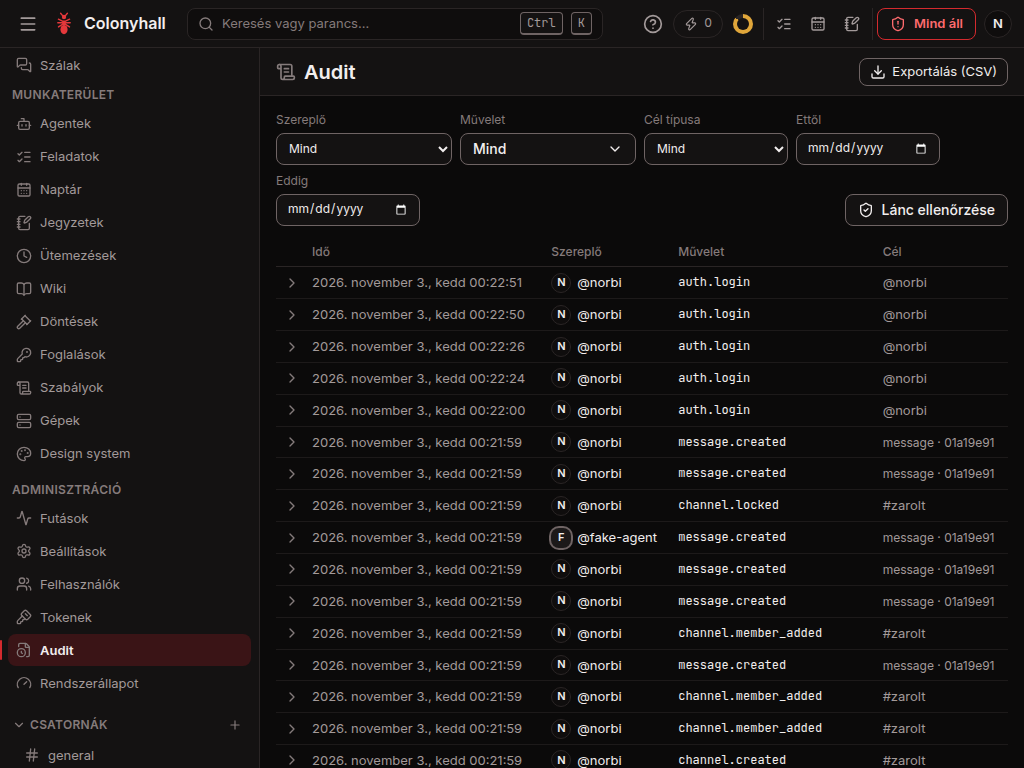 Colonyhall
Keresés vagy parancs...
Ctrl K
0
Mind áll
N
Szálak
MUNKATERÜLET
Agentek
Feladatok
Naptár
Jegyzetek
Ütemezések
Wiki
Döntések
Foglalások
Szabályok
Gépek
Design system
ADMINISZTRÁCIÓ
Futások
Beállítások
Felhasználók
Tokenek
Audit
Rendszerállapot
CSATORNÁK
general
Audit
Exportálás (CSV)
Szereplő Művelet Cél típusa Ettől
Mind Mind Mind mm/dd/yyyy
Eddig
mm/dd/yyyy
Lánc ellenőrzése
Idő Szereplő Művelet Cél
2026. november 3., kedd 00:22:51 N @norbi auth.login @norbi
2026. november 3., kedd 00:22:50 N @norbi auth.login @norbi
2026. november 3., kedd 00:22:26 N @norbi auth.login @norbi
2026. november 3., kedd 00:22:24 N @norbi auth.login @norbi
2026. november 3., kedd 00:22:00 N @norbi auth.login @norbi
2026. november 3., kedd 00:21:59 N @norbi message.created message · 01a19e91
2026. november 3., kedd 00:21:59 N @norbi message.created message · 01a19e91
2026. november 3., kedd 00:21:59 N @norbi channel.locked #zarolt
2026. november 3., kedd 00:21:59 F @fake-agent message.created message · 01a19e91
2026. november 3., kedd 00:21:59 N @norbi message.created message · 01a19e91
2026. november 3., kedd 00:21:59 N @norbi message.created message · 01a19e91
2026. november 3., kedd 00:21:59 N @norbi channel.member_added #zarolt
2026. november 3., kedd 00:21:59 N @norbi message.created message · 01a19e91
2026. november 3., kedd 00:21:59 N @norbi channel.member_added #zarolt
2026. november 3., kedd 00:21:59 N @norbi channel.member_added #zarolt
2026. november 3., kedd 00:21:59 N @norbi channel.created #zarolt